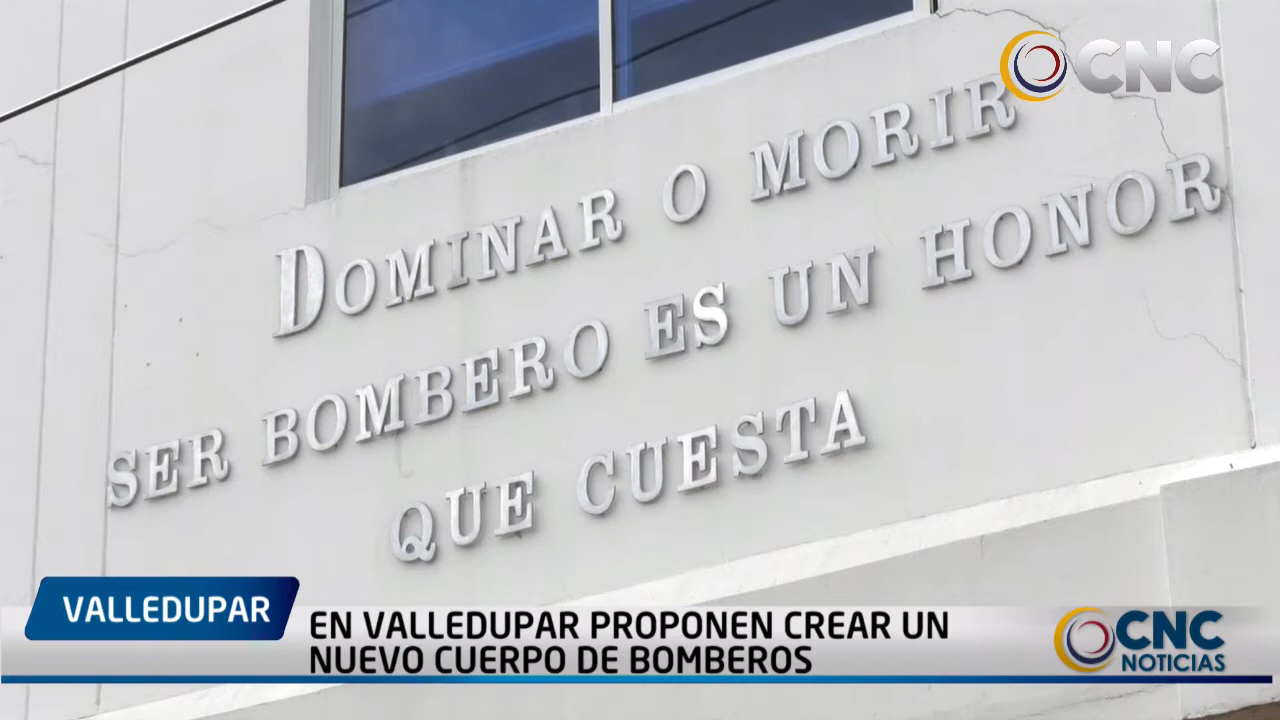 CNC
DOMINAR O MORIR
SER BOMBERO ES UN HONOR
QUE CUESTA
VALLEDUPAR
EN VALLEDUPAR PROPONEN CREAR UN
NUEVO CUERPO DE BOMBEROS
CNC
NOTICIAS